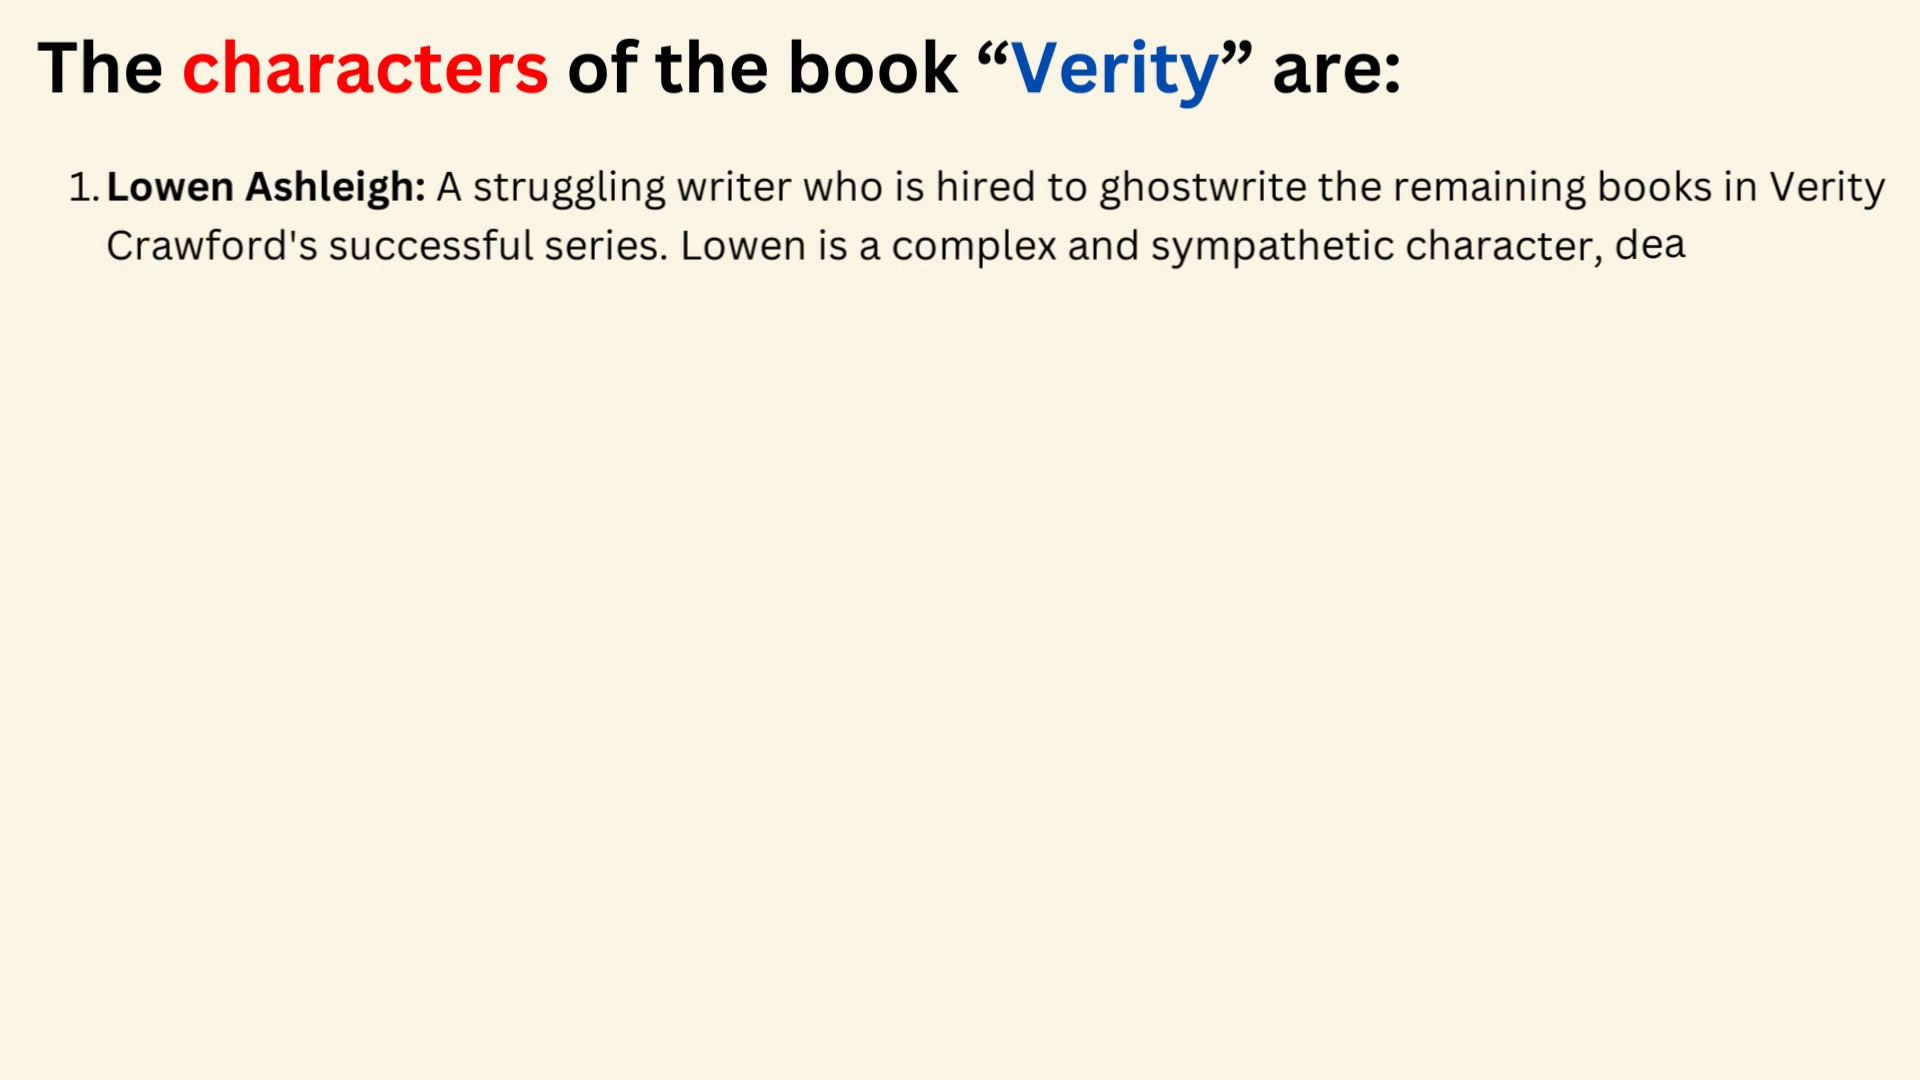 The characters of the book “Verity” are:
1. Lowen Ashleigh: A struggling writer who is hired to ghostwrite the remaining books in Verity
Crawford's successful series. Lowen is a complex and sympathetic character, dea